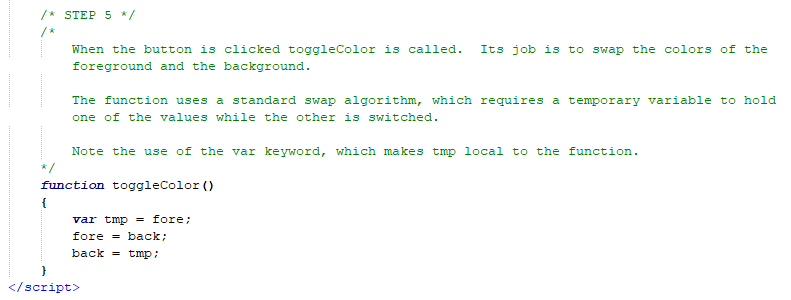 /* STEP 5 */
/*
When the button is clicked toggleColor is called.  Its job is to swap the colors of the
foreground and the background.
The function uses a standard swap algorithm, which requires a temporary variable to hold
one of the values while the other is switched.
Note the use of the var keyword, which makes tmp local to the function.
*/
function toggleColor()
{
var tmp = fore;
fore = back;
back = tmp;
}
</script>